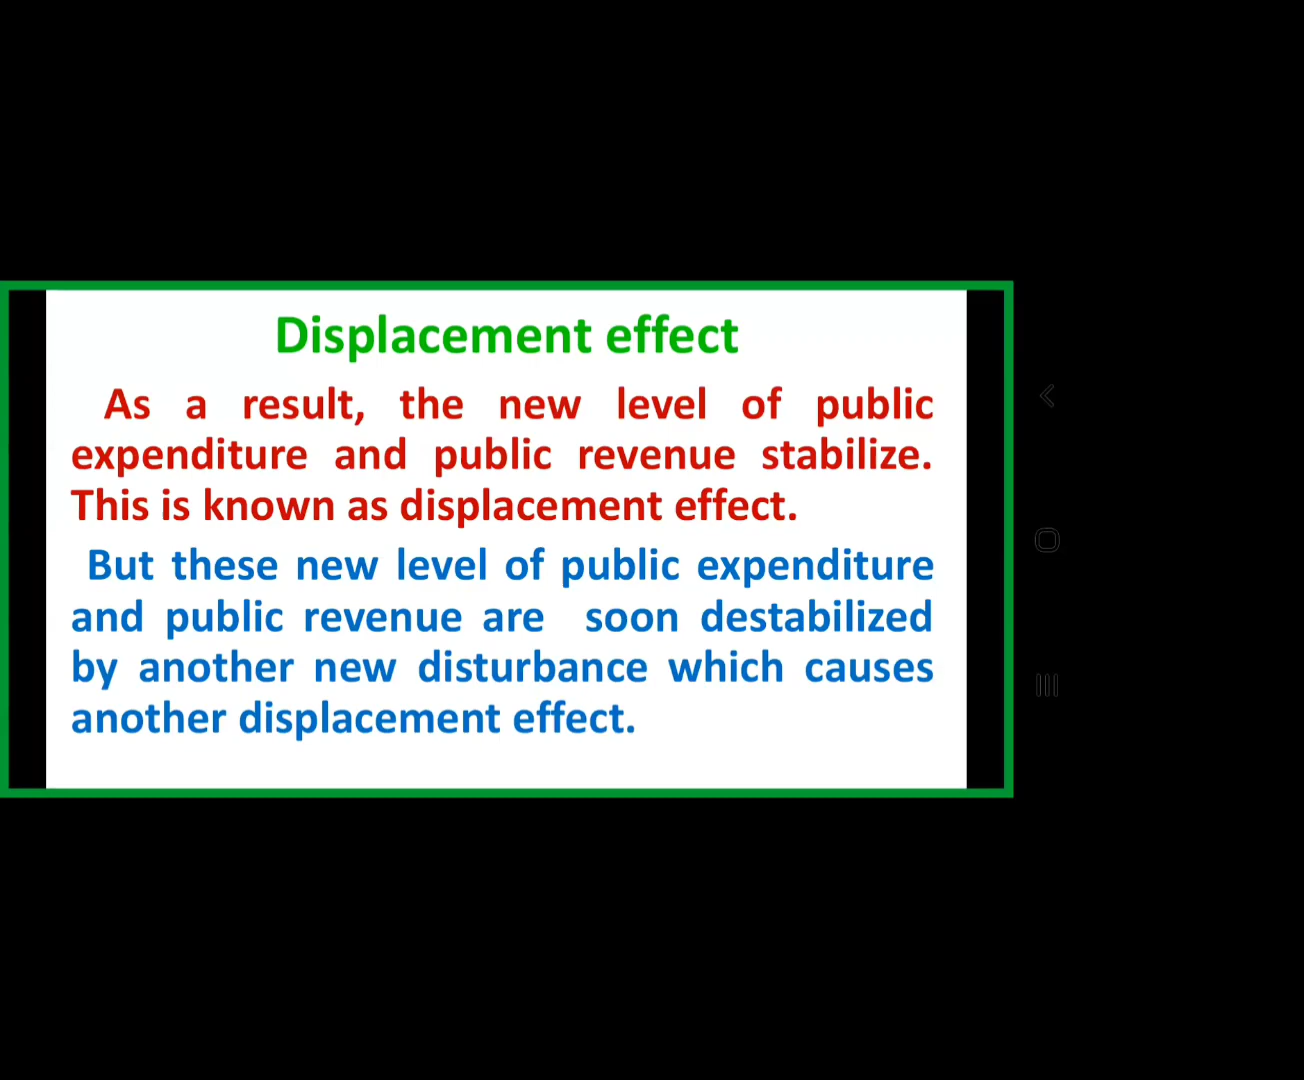 Displacement effect
As a result, the new level of public
expenditure and public revenue stabilize.
This is known as displacement effect.
But these new level of public expenditure
and public revenue are soon destabilized
by another new disturbance which causes
another displacement effect.